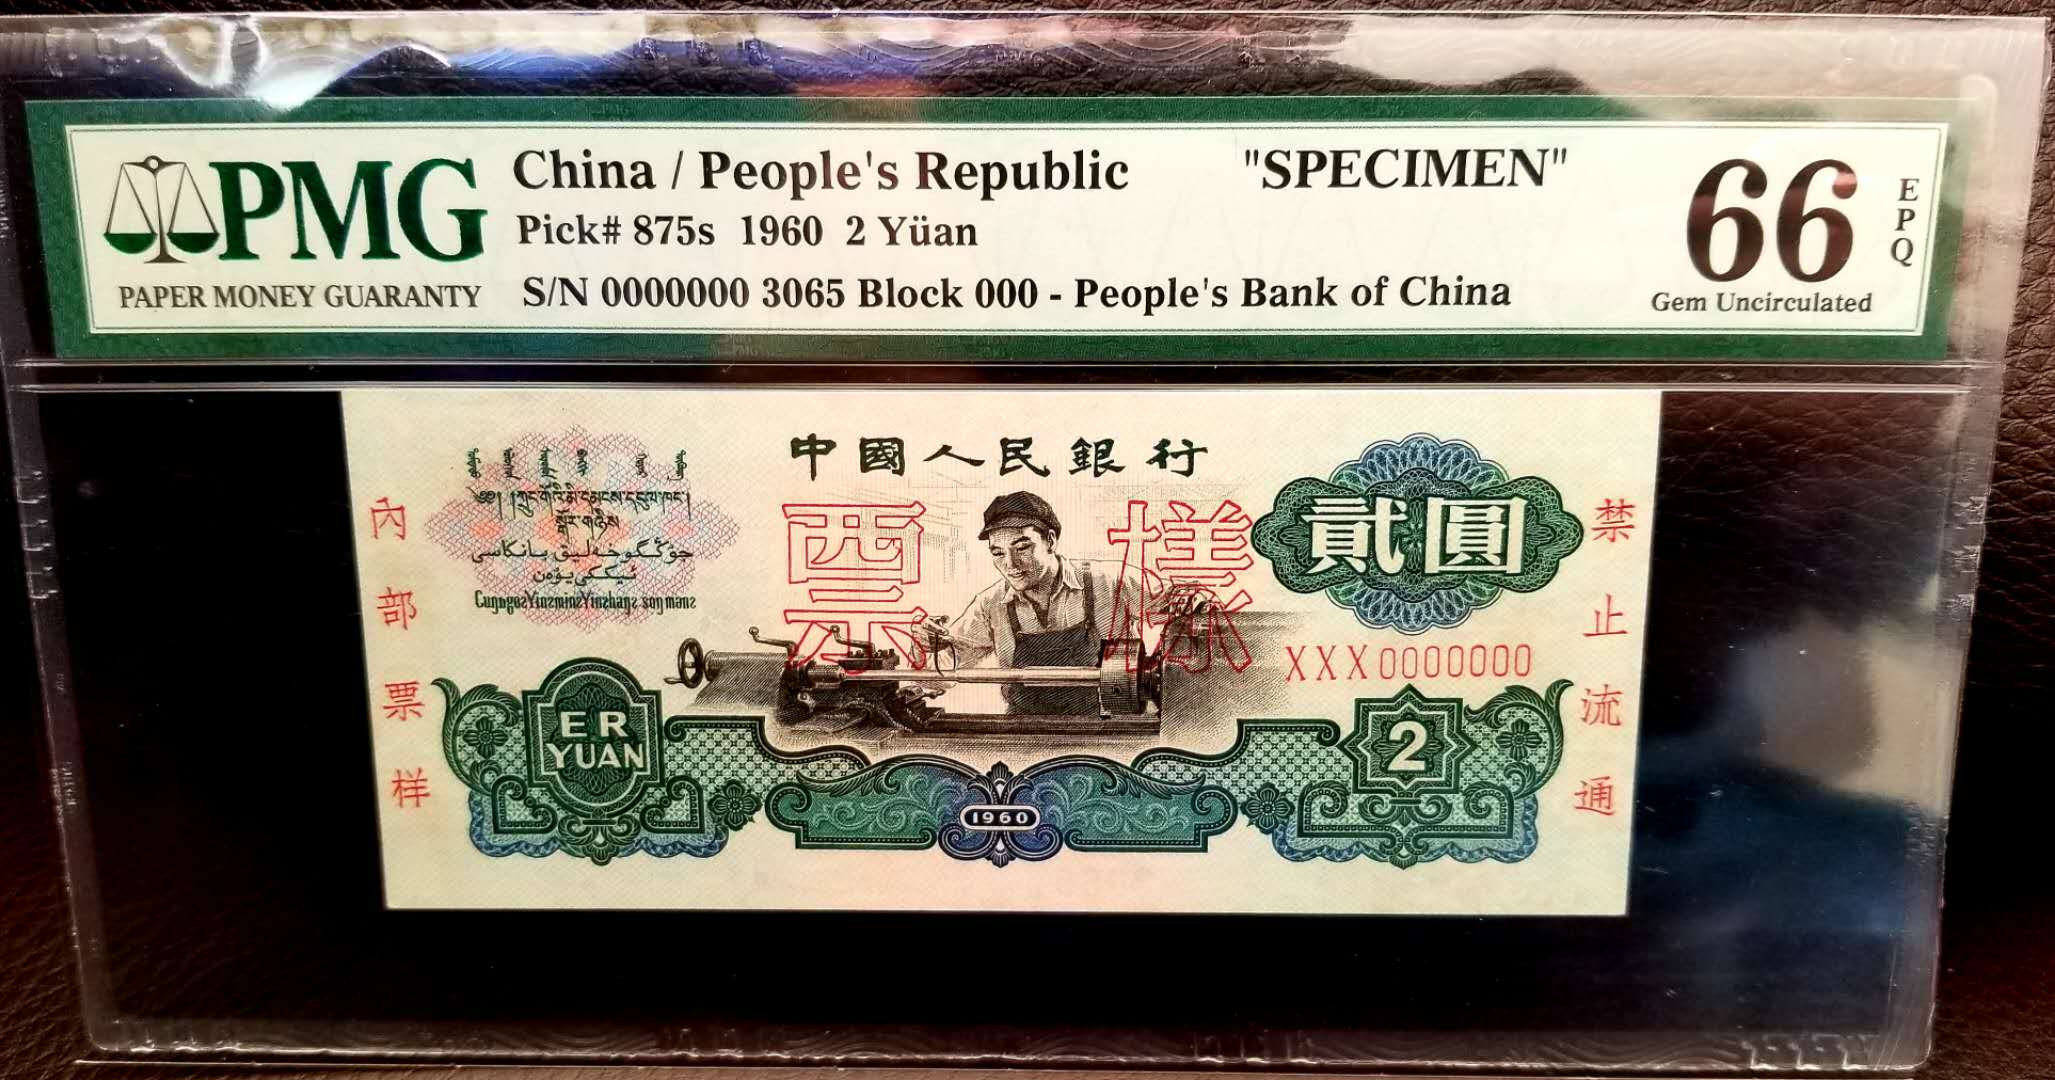 PMG
PAPER MONEY GUARANTY
China / People's Republic "SPECIMEN"
Pick# 875s 1960 2 Yüan
S/N 0000000 3065 Block 000 - People's Bank of China
66
EPQ
Gem Uncirculated
中國人民銀行
內部票样
票樣
貳圓
禁止流通
XXX0000000
ER
YUAN
2
1960